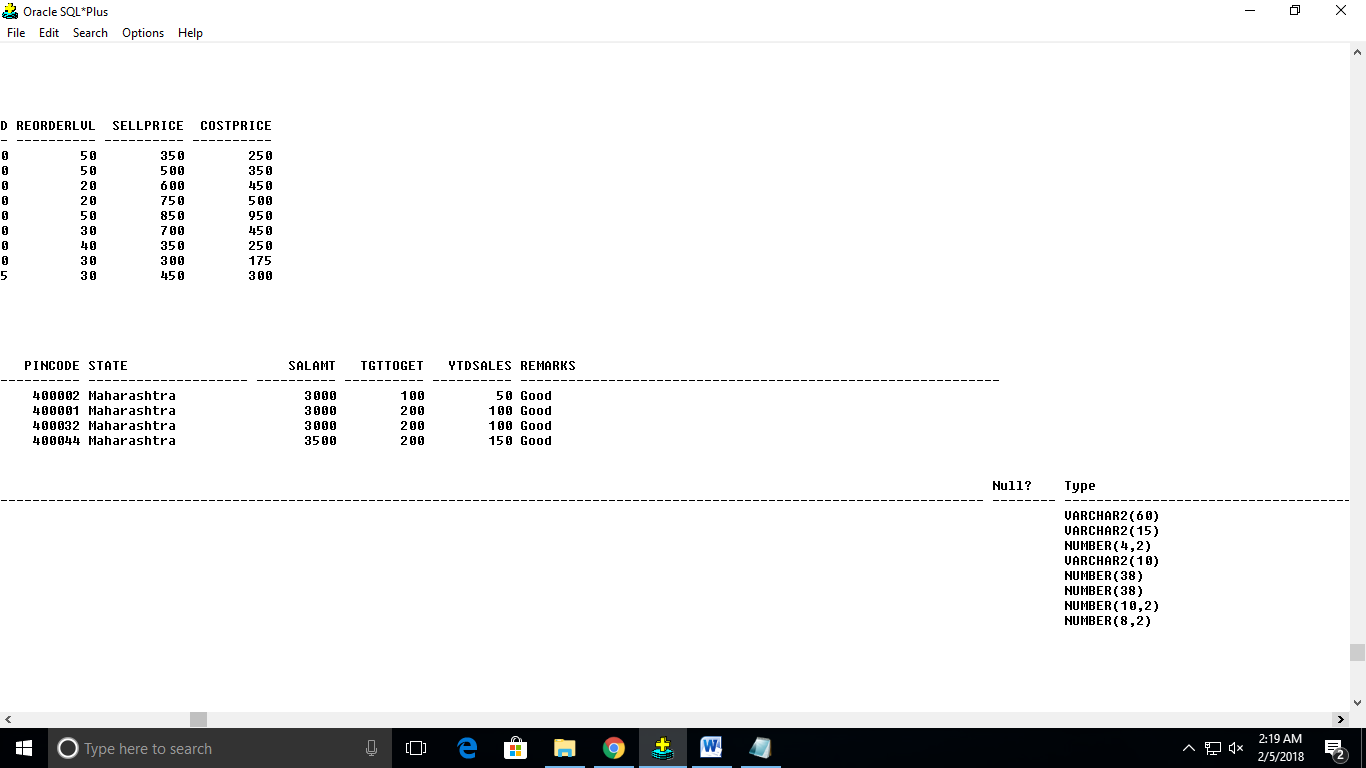 Oracle SQL*Plus
File Edit Search Options Help
D REORDERLVL SELLPRICE COSTPRICE
- ---------- ---------- ----------
0 50 350 250
0 50 500 350
0 20 600 450
0 20 750 500
0 50 850 950
0 30 700 450
0 40 350 250
0 30 300 175
5 30 450 300
PINCODE STATE SALAMT TGTTOGET YTDSALES REMARKS
---------- -------------------- ---------- ---------- ---------- ------------------------------------------------------------
400002 Maharashtra 3000 100 50 Good
400001 Maharashtra 3000 200 100 Good
400032 Maharashtra 3000 200 100 Good
400044 Maharashtra 3500 200 150 Good
Null? Type
--------------------------------------------------------------------------------------------------------------------------- -------- ------------------------------------
VARCHAR2(60)
VARCHAR2(15)
NUMBER(4,2)
VARCHAR2(10)
NUMBER(38)
NUMBER(38)
NUMBER(10,2)
NUMBER(8,2)
Type here to search
2:19 AM
2/5/2018
2